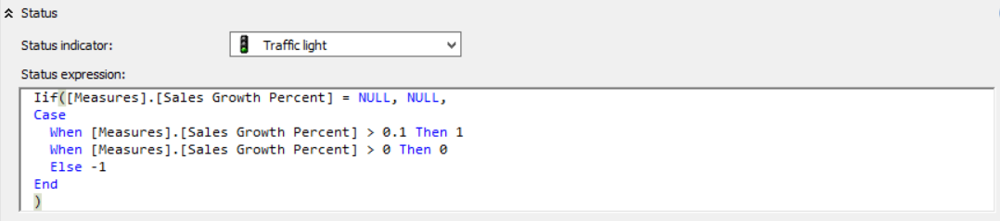 Status
Status indicator: Traffic light
Status expression:
Iif([Measures].[Sales Growth Percent] = NULL, NULL,
Case
When [Measures].[Sales Growth Percent] > 0.1 Then 1
When [Measures].[Sales Growth Percent] > 0 Then 0
Else -1
End
)